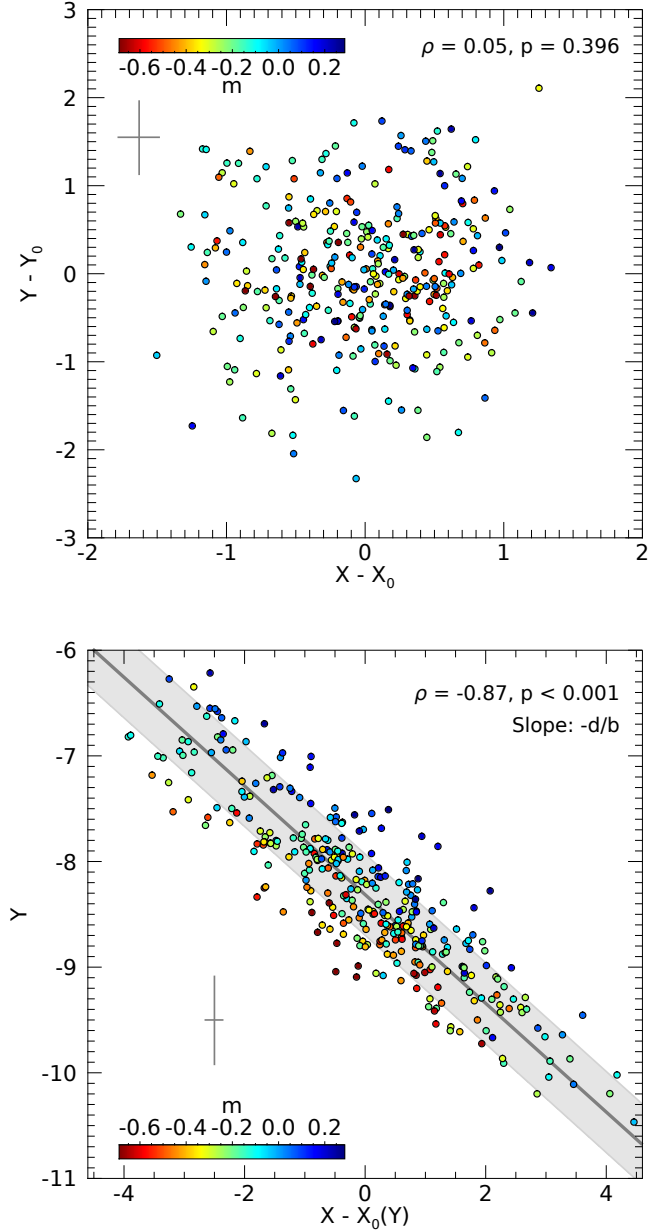 3
2
1
0
-1
-2
-3
-0.6 -0.4 -0.2 0.0 0.2
m
ρ = 0.05, p = 0.396
Y - Y₀
-2 -1 0 1 2
X - X₀
-6
-7
-8
-9
-10
-11
ρ = -0.87, p < 0.001
Slope: -d/b
Y
m
-0.6 -0.4 -0.2 0.0 0.2
-4 -2 0 2 4
X - X₀(Y)